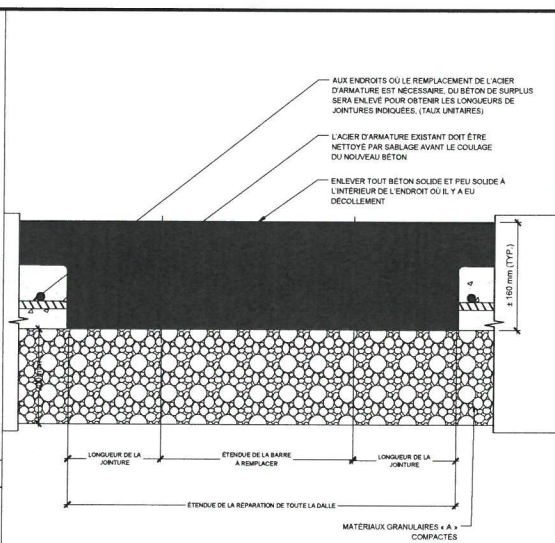 AUX ENDROITS OÙ LE REMPLACEMENT DE L'ACIER
D'ARMATURE EST NÉCESSAIRE, DU BÉTON DE SURPLUS
SERA ENLEVÉ POUR OBTENIR LES LONGUEURS DE
JOINTURES INDIQUÉES, (TAUX UNITAIRES)
L'ACIER D'ARMATURE EXISTANT DOIT ÊTRE
NETTOYÉ PAR SABLAGE AVANT LE COULAGE
DU NOUVEAU BÉTON
ENLEVER TOUT BÉTON SOLIDE ET PEU SOLIDE À
L'INTÉRIEUR DE L'ENDROIT OÙ IL Y A EU
DÉCOLLEMENT
± 160 mm (TYP.)
LONGUEUR DE LA
JOINTURE
ÉTENDUE DE LA BARRE
À REMPLACER
LONGUEUR DE LA
JOINTURE
ÉTENDUE DE LA RÉPARATION DE TOUTE LA DALLE
MATÉRIAUX GRANULAIRES « A »
COMPACTÉS